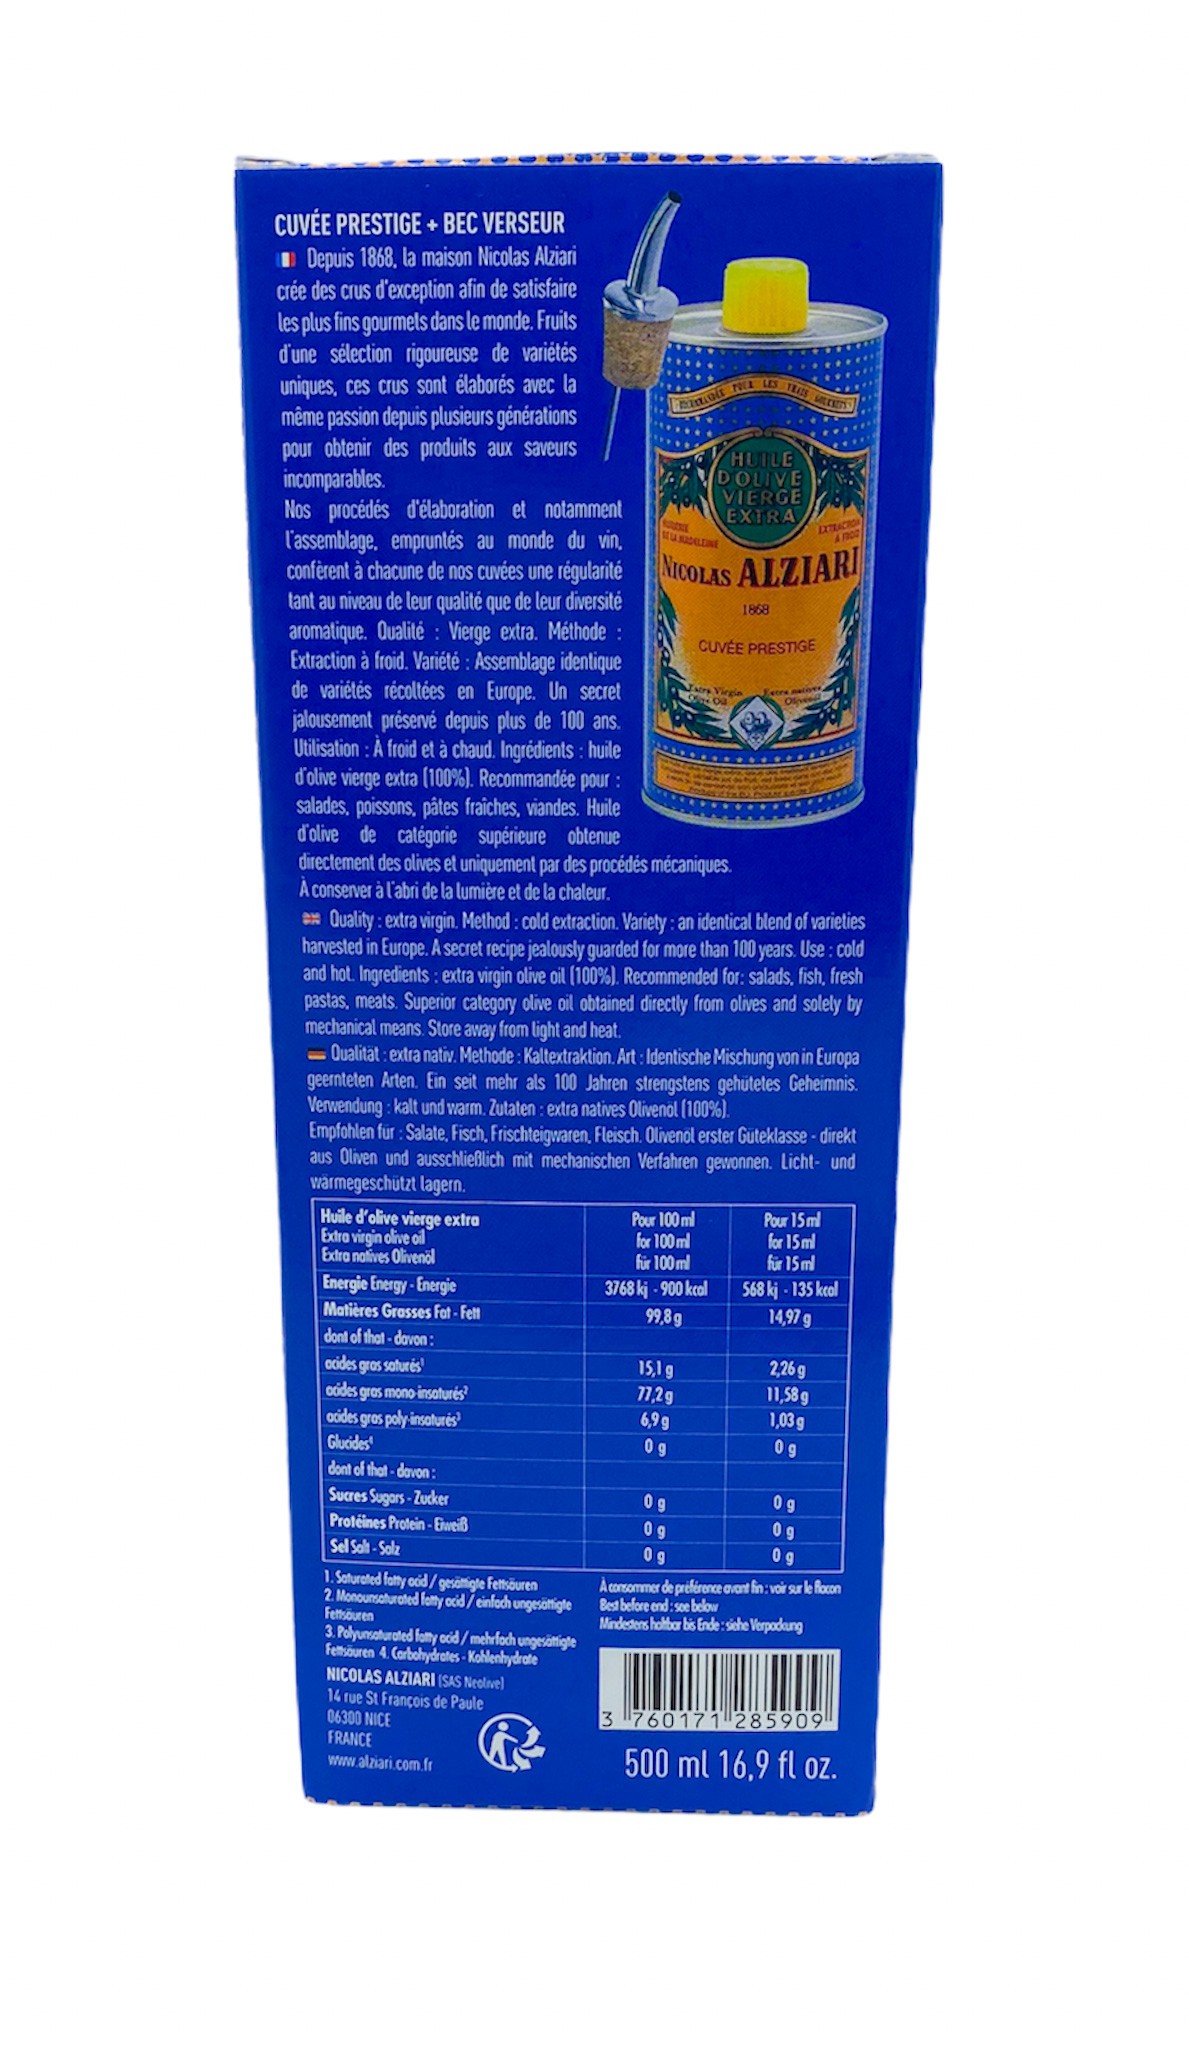 CUVÉE PRESTIGE + BEC VERSEUR
Depuis 1868, la maison Nicolas Alziari
crée des crus d'exception afin de satisfaire
les plus fins gourmets dans le monde. Fruits
d'une sélection rigoureuse de variétés
uniques, ces crus sont élaborés avec la
même passion depuis plusieurs générations
pour obtenir des produits aux saveurs
incomparables.
Nos procédés d'élaboration et notamment
l'assemblage, empruntés au monde du vin,
confèrent à chacune de nos cuvées une régularité
tant au niveau de leur qualité que de leur diversité
aromatique. Qualité : Vierge extra. Méthode :
Extraction à froid. Variété : Assemblage identique
de variétés récoltées en Europe. Un secret
jalousement préservé depuis plus de 100 ans.
Utilisation : À froid et à chaud. Ingrédients : huile
d'olive vierge extra (100%). Recommandée pour :
salades, poissons, pâtes fraîches, viandes. Huile
d'olive de catégorie supérieure obtenue
directement des olives et uniquement par des procédés mécaniques.
À conserver à l'abri de la lumière et de la chaleur.
RECOMMANDÉE POUR LES FINS GOURMETS
HUILE
D'OLIVE
VIERGE
EXTRA
HUILERIE
DE LA MADELEINE
EXTRACTION
A FROID
NICOLAS ALZIARI
1868
CUVÉE PRESTIGE
Extra Virgin
Olive Oil
Extra natives
Olivenöl
Quality : extra virgin. Method : cold extraction. Variety : an identical blend of varieties
harvested in Europe. A secret recipe jealously guarded for more than 100 years. Use : cold
and hot. Ingredients : extra virgin olive oil (100%). Recommended for: salads, fish, fresh
pastas, meats. Superior category olive oil obtained directly from olives and solely by
mechanical means. Store away from light and heat.
Qualität : extra nativ. Methode : Kaltextraktion. Art : Identische Mischung von in Europa
geernteten Arten. Ein seit mehr als 100 Jahren strengstens gehütetes Geheimnis.
Verwendung : kalt und warm. Zutaten : extra natives Olivenöl (100%).
Empfohlen für : Salate, Fisch, Frischteigwaren, Fleisch. Olivenöl erster Güteklasse - direkt
aus Oliven und ausschließlich mit mechanischen Verfahren gewonnen. Licht- und
wärmegeschützt lagern.
Huile d'olive vierge extra Pour 100 ml Pour 15 ml
Extra virgin olive oil for 100 ml for 15 ml
Extra natives Olivenöl für 100 ml für 15 ml
Energie Energy - Energie 3768 kj - 900 kcal 568 kj - 135 kcal
Matières Grasses Fat - Fett 99,8 g 14,97 g
dont of that - davon :
acides gras saturés¹ 15,1 g 2,26 g
acides gras mono-insaturés² 77,2 g 11,58 g
acides gras poly-insaturés³ 6,9 g 1,03 g
Glucides⁴ 0 g 0 g
dont of that - davon :
Sucres Sugars - Zucker 0 g 0 g
Protéines Protein - Eiweiß 0 g 0 g
Sel Salt - Salz 0 g 0 g
1. Saturated fatty acid / gesättigte Fettsäuren
2. Monounsaturated fatty acid / einfach ungesättigte
Fettsäuren
3. Polyunsaturated fatty acid / mehrfach ungesättigte
Fettsäuren 4. Carbohydrates - Kohlenhydrate
À consommer de préférence avant fin : voir sur le flacon
Best before end : see below
Mindestens haltbar bis Ende : siehe Verpackung
NICOLAS ALZIARI (SAS Neolive)
14 rue St François de Paule
06300 NICE
FRANCE
www.alziari.com.fr
3 760171 285909
500 ml 16,9 fl oz.